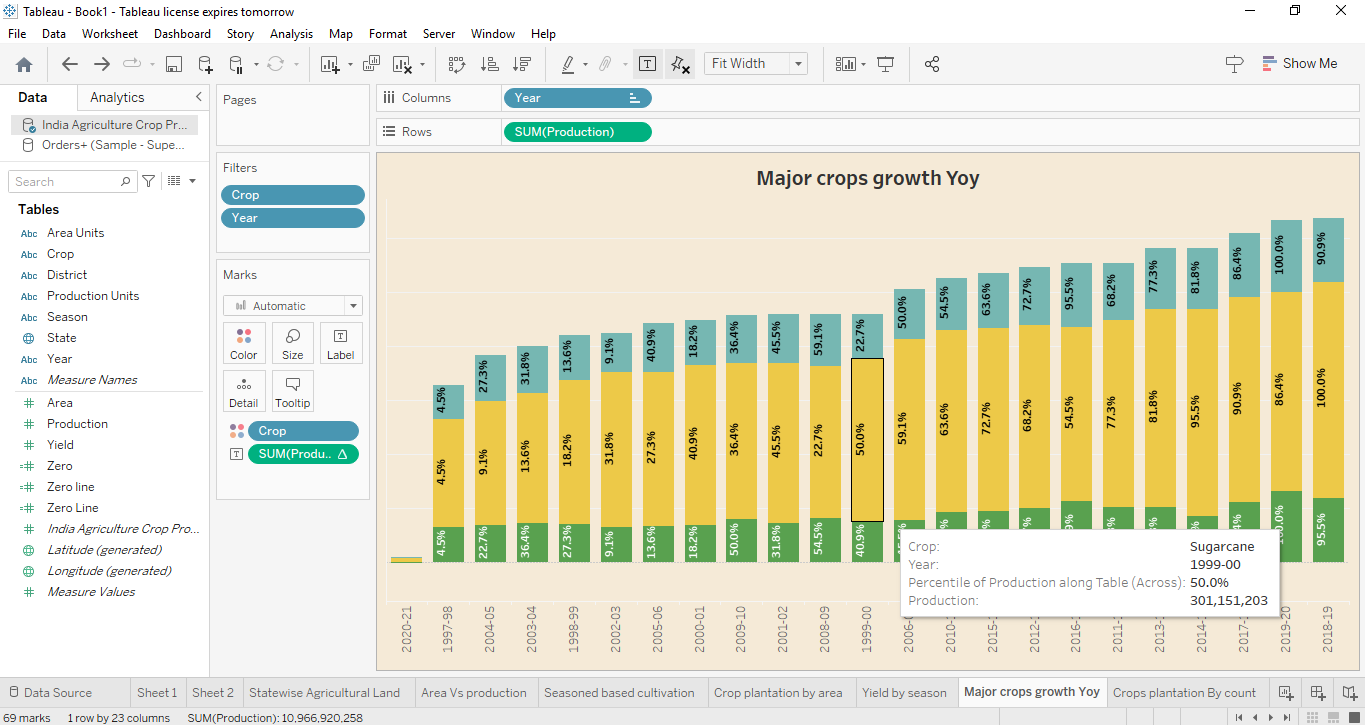 Tableau - Book1 - Tableau license expires tomorrow
File Data Worksheet Dashboard Story Analysis Map Format Server Window Help
Fit Width
Show Me
Data Analytics
India Agriculture Crop Pr...
Orders+ (Sample - Supe...
Search
Tables
Abc Area Units
Abc Crop
Abc District
Abc Production Units
Abc Season
State
Abc Year
Abc Measure Names
Area
Production
Yield
Zero
Zero line
Zero Line
India Agriculture Crop Pro...
Latitude (generated)
Longitude (generated)
Measure Values
Pages
Filters
Crop
Year
Marks
Automatic
Color Size Label
Detail Tooltip
Crop
SUM(Produ.. Δ
Columns Year
Rows SUM(Production)
Major crops growth Yoy
4.5% 27.3% 31.8% 13.6% 9.1% 40.9% 18.2% 36.4% 45.5% 59.1% 22.7% 50.0% 54.5% 63.6% 72.7% 95.5% 68.2% 77.3% 81.8% 86.4% 100.0% 90.9%
4.5% 9.1% 13.6% 18.2% 31.8% 27.3% 40.9% 36.4% 45.5% 22.7% 50.0% 59.1% 63.6% 72.7% 68.2% 54.5% 77.3% 81.8% 95.5% 90.9% 86.4% 100.0%
4.5% 22.7% 36.4% 27.3% 9.1% 13.6% 18.2% 50.0% 31.8% 54.5% 40.9% 95.5%
Crop: Sugarcane
Year: 1999-00
Percentile of Production along Table (Across): 50.0%
Production: 301,151,203
2020-21 1997-98 2004-05 2003-04 1998-99 2002-03 2005-06 2000-01 2009-10 2001-02 2008-09 1999-00 2006-0 2010- 2015- 2012- 2016- 2011- 2013- 2014- 2017- 2019-20 2018-19
Data Source Sheet 1 Sheet 2 Statewise Agricultural Land Area Vs production Seasoned based cultivation Crop plantation by area Yield by season Major crops growth Yoy Crops plantation By count
69 marks 1 row by 23 columns SUM(Production): 10,966,920,258